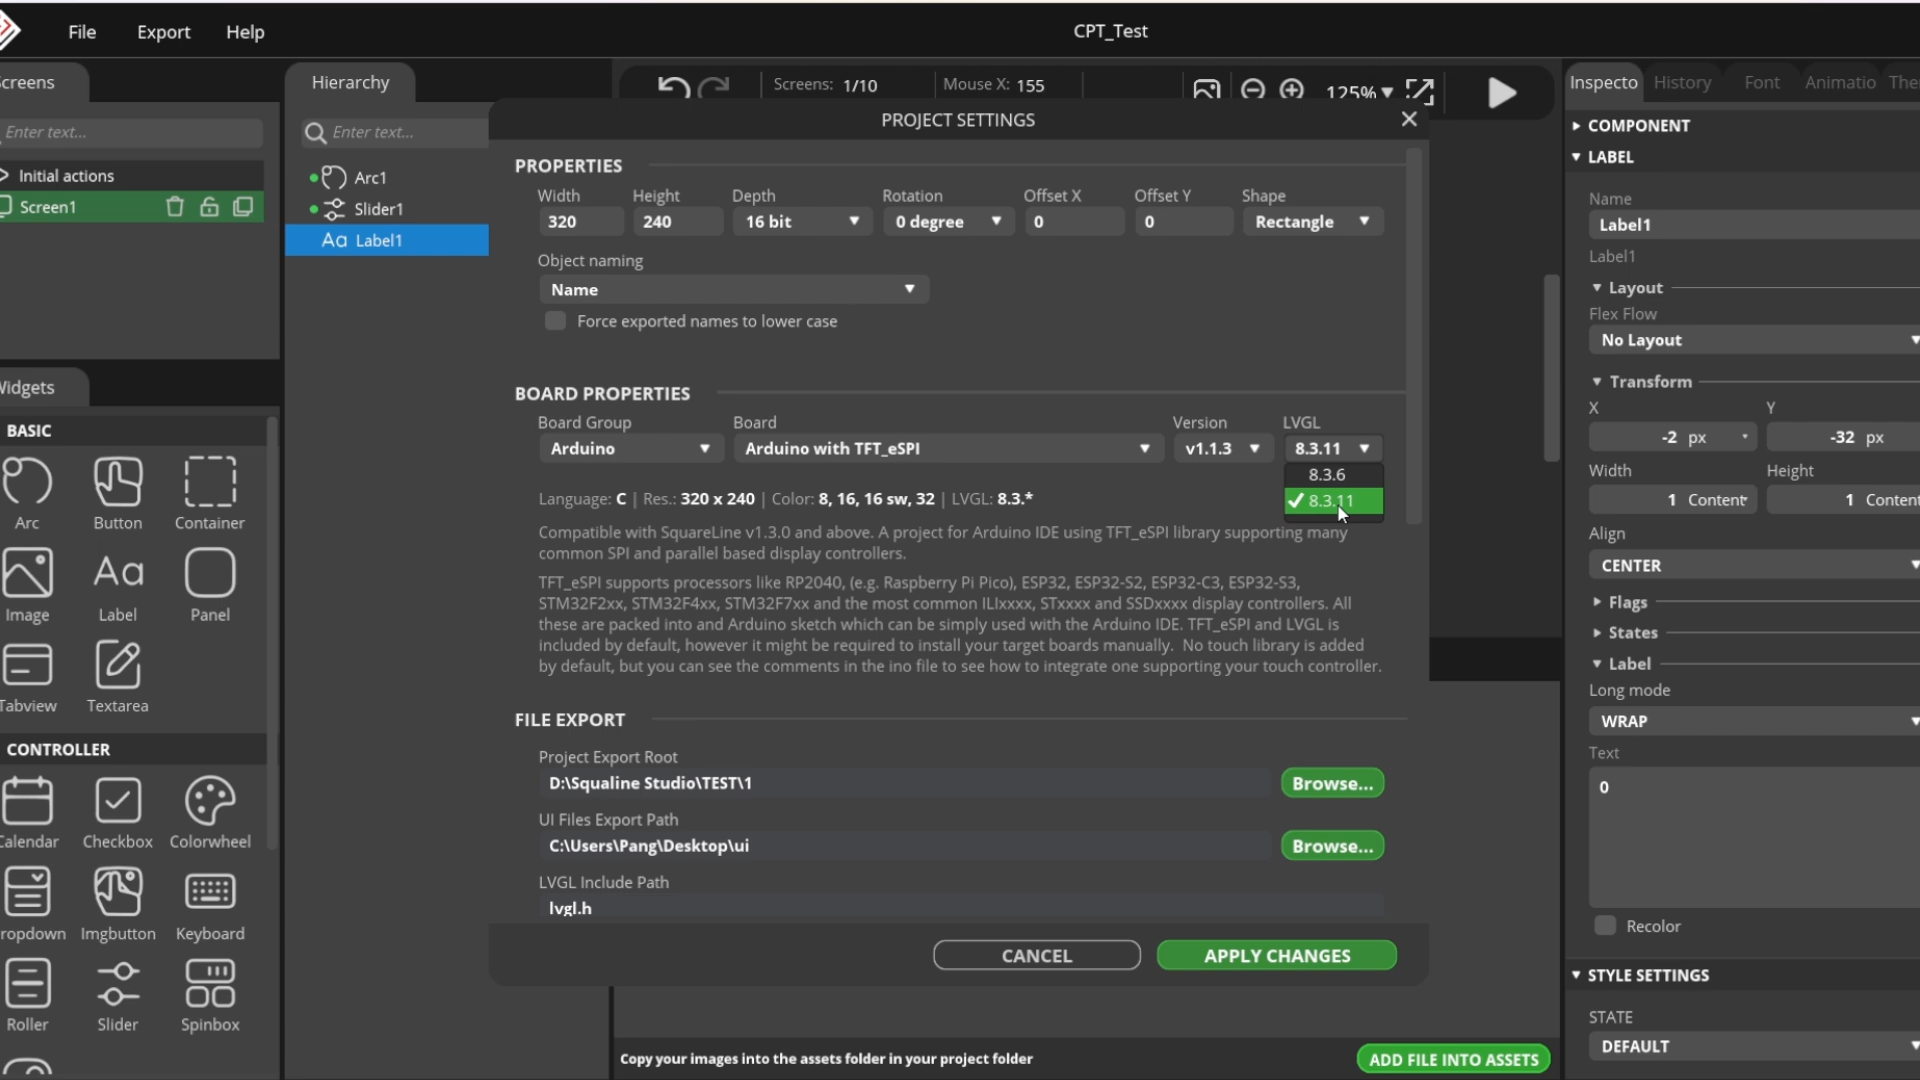 File
Export
Help
CPT_Test
Screens
Hierarchy
Screens: 1/10
Mouse X: 155
125%
Inspecto
History
Font
Animatio
The
Enter text...
Enter text...
Initial actions
Screen1
Arc1
Slider1
Aa Label1
Widgets
BASIC
Arc
Button
Container
Image
Aa
Label
Panel
Tabview
Textarea
CONTROLLER
Calendar
Checkbox
Colorwheel
Dropdown
Imgbutton
Keyboard
Roller
Slider
Spinbox
PROJECT SETTINGS
PROPERTIES
Width
Height
Depth
Rotation
Offset X
Offset Y
Shape
320
240
16 bit
0 degree
0
0
Rectangle
Object naming
Name
Force exported names to lower case
BOARD PROPERTIES
Board Group
Board
Version
LVGL
Arduino
Arduino with TFT_eSPI
v1.1.3
8.3.11
8.3.6
8.3.11
Language: C | Res.: 320 x 240 | Color: 8, 16, 16 sw, 32 | LVGL: 8.3.*
Compatible with SquareLine v1.3.0 and above. A project for Arduino IDE using TFT_eSPI library supporting many
common SPI and parallel based display controllers.
TFT_eSPI supports processors like RP2040, (e.g. Raspberry Pi Pico), ESP32, ESP32-S2, ESP32-C3, ESP32-S3,
STM32F2xx, STM32F4xx, STM32F7xx and the most common ILIxxxx, STxxxx and SSDxxxx display controllers. All
these are packed into and Arduino sketch which can be simply used with the Arduino IDE. TFT_eSPI and LVGL is
included by default, however it might be required to install your target boards manually. No touch library is added
by default, but you can see the comments in the ino file to see how to integrate one supporting your touch controller.
FILE EXPORT
Project Export Root
D:\Squaline Studio\TEST\1
Browse...
UI Files Export Path
C:\Users\Pang\Desktop\ui
Browse...
LVGL Include Path
lvgl.h
CANCEL
APPLY CHANGES
Copy your images into the assets folder in your project folder
ADD FILE INTO ASSETS
COMPONENT
LABEL
Name
Label1
Label1
Layout
Flex Flow
No Layout
Transform
X
Y
-2 px
-32 px
Width
Height
1 Content
1 Content
Align
CENTER
Flags
States
Label
Long mode
WRAP
Text
0
Recolor
STYLE SETTINGS
STATE
DEFAULT